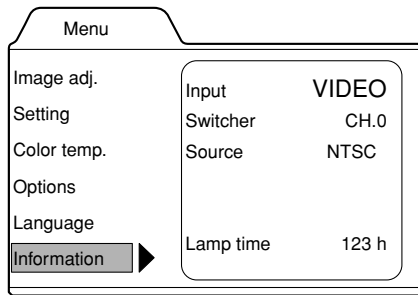 Menu
Image adj.
Setting
Color temp.
Options
Language
Information
Input VIDEO
Switcher CH.0
Source NTSC
Lamp time 123 h